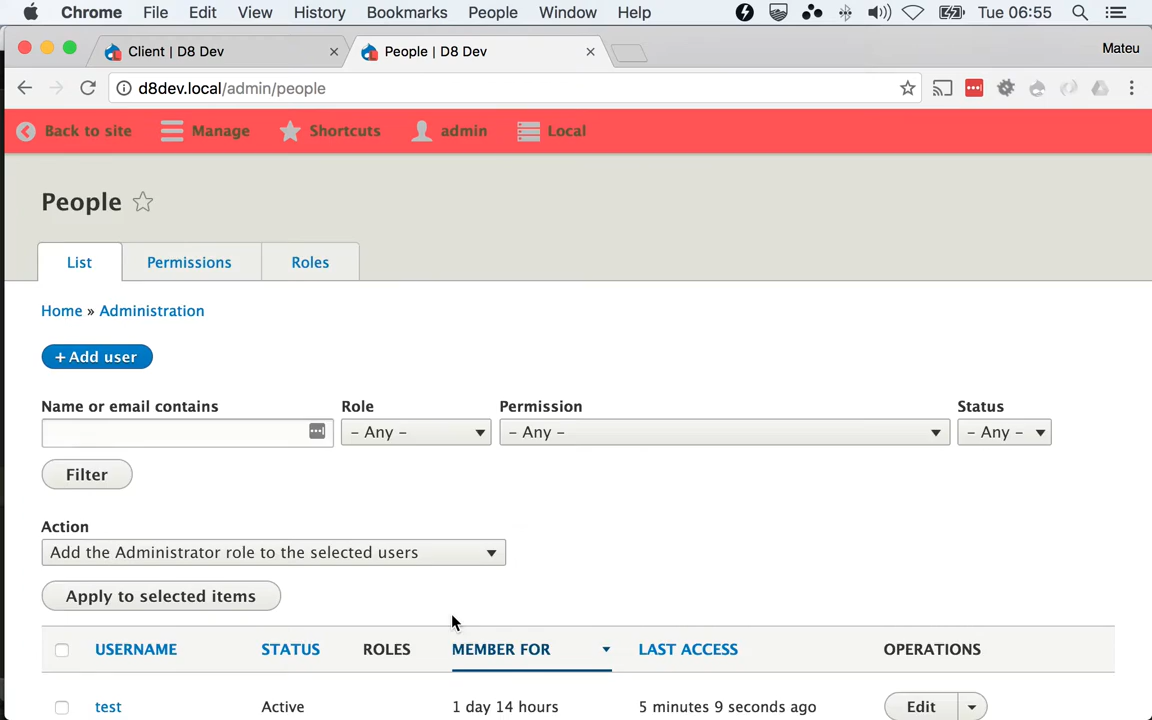 Chrome File Edit View History Bookmarks People Window Help Tue 06:55
Client | D8 Dev People | D8 Dev Mateu
d8dev.local/admin/people
Back to site Manage Shortcuts admin Local
People
List Permissions Roles
Home » Administration
+ Add user
Name or email contains Role Permission Status
- Any - - Any - - Any -
Filter
Action
Add the Administrator role to the selected users
Apply to selected items
USERNAME STATUS ROLES MEMBER FOR LAST ACCESS OPERATIONS
test Active 1 day 14 hours 5 minutes 9 seconds ago Edit